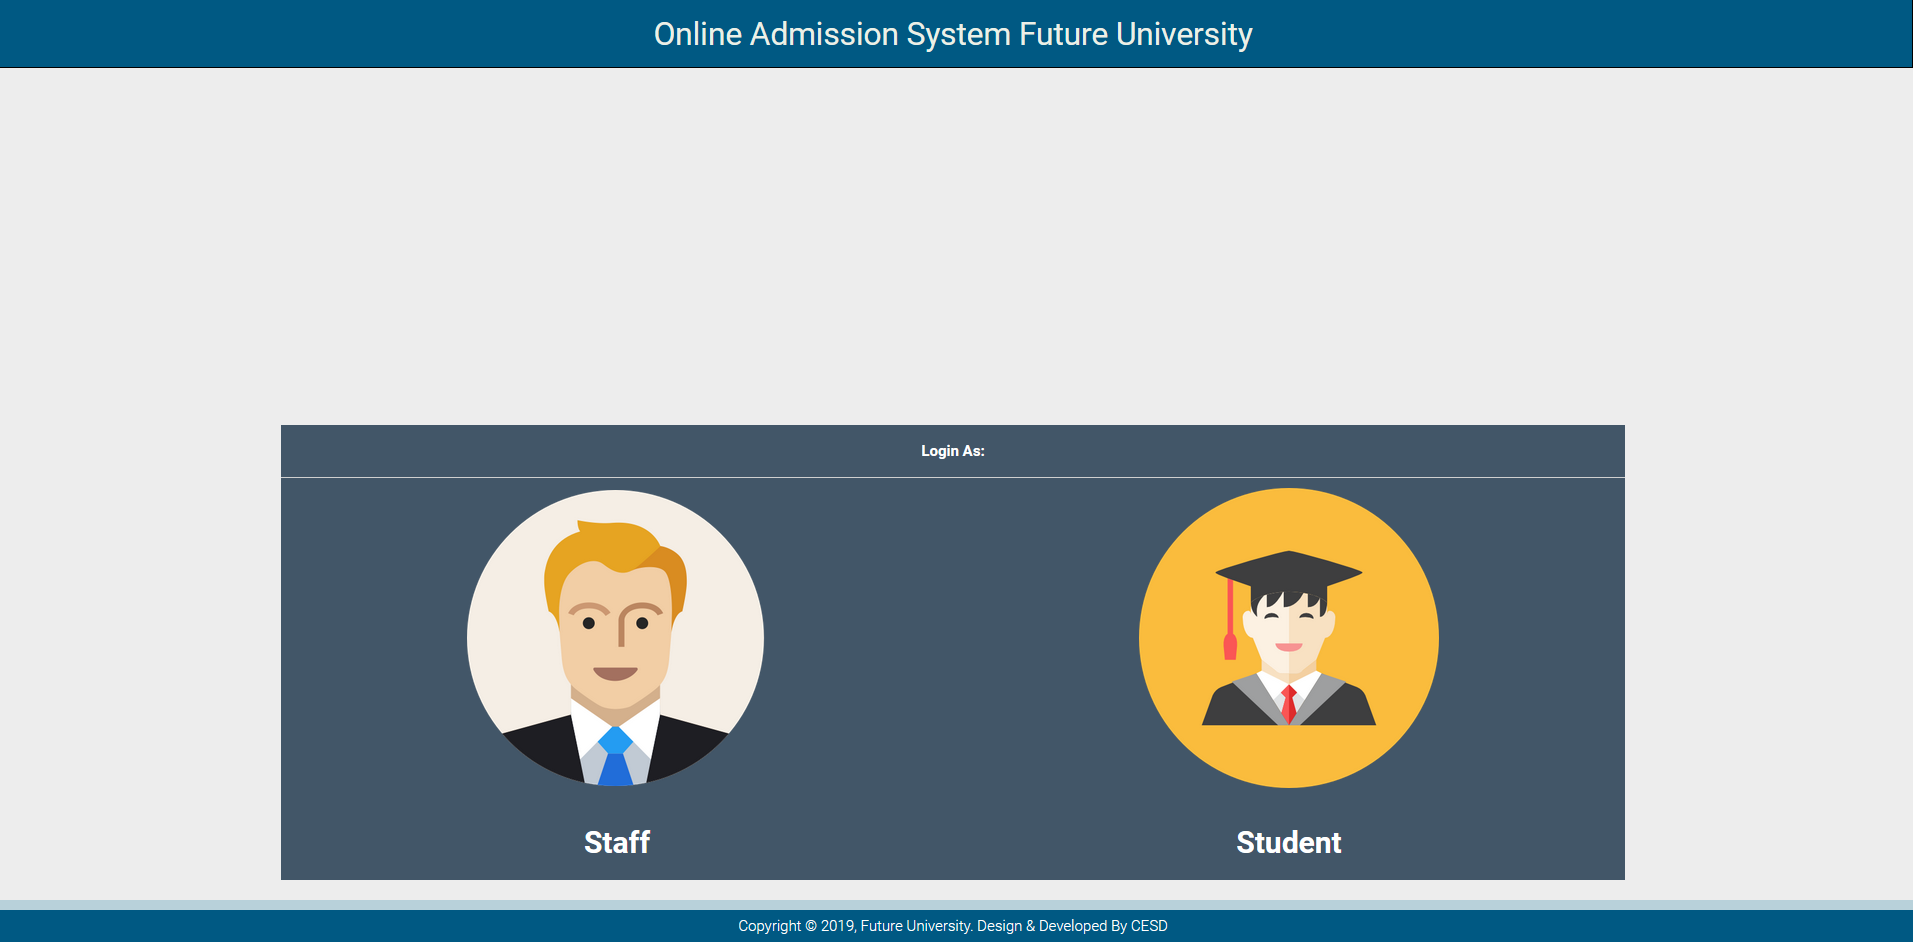 Online Admission System Future University
Login As:
Staff
Student
Copyright © 2019, Future University. Design & Developed By CESD